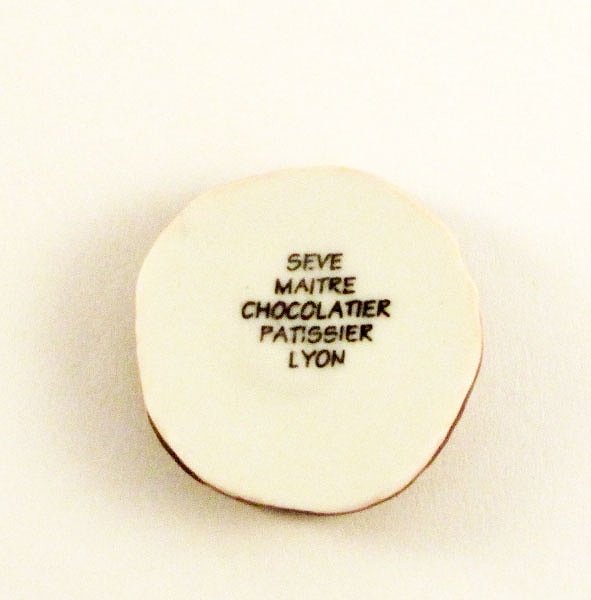 SEVE
MAITRE
CHOCOLATIER
PATISSIER
LYON